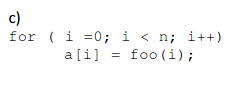 c)
for ( i =0; i < n; i++)
a[i] = foo(i);